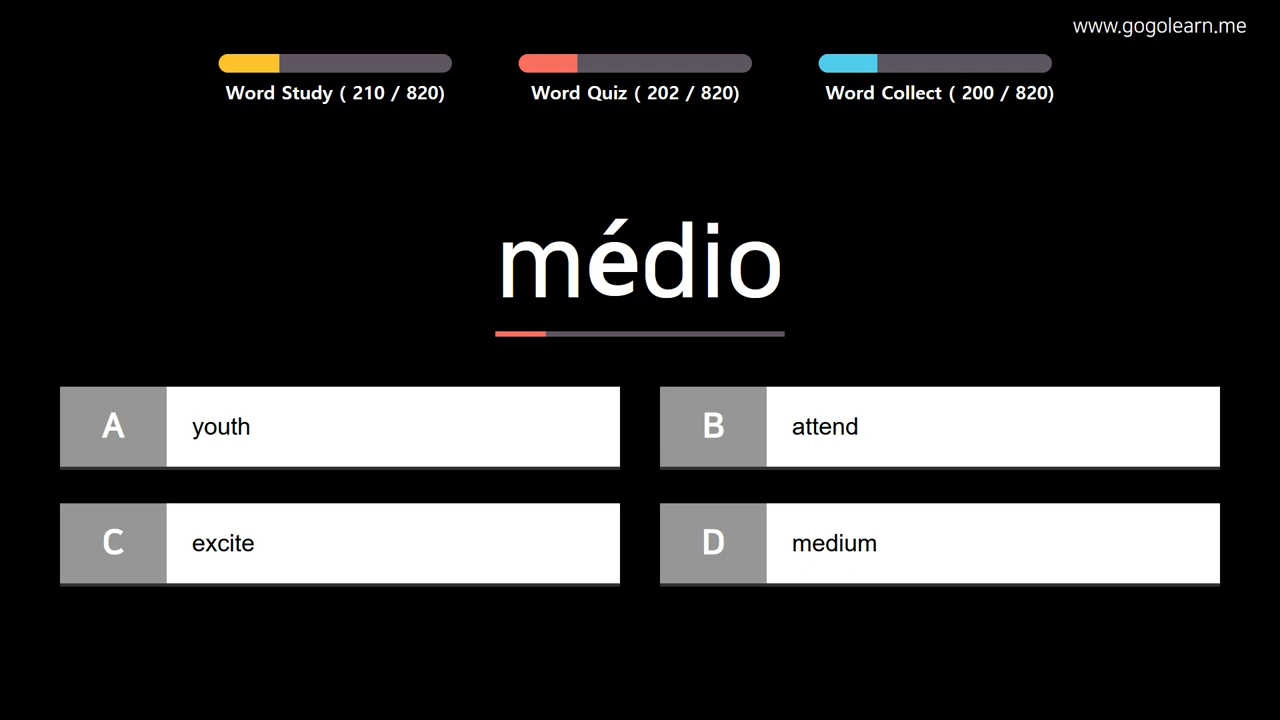 www.gogolearn.me
Word Study ( 210 / 820)
Word Quiz ( 202 / 820)
Word Collect ( 200 / 820)
médio
A youth
B attend
C excite
D medium